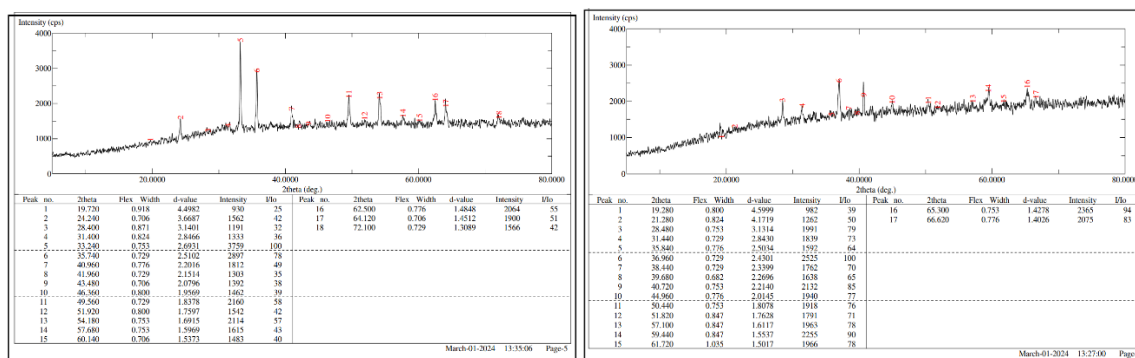 Intensity (cps)
4000
3000
2000
1000
0
20.0000 40.0000 60.0000 80.0000
2theta (deg.)
Peak no. 2theta Flex Width d-value Intensity I/Io Peak no. 2theta Flex Width d-value Intensity I/Io
1 19.720 0.918 4.4982 930 25 16 62.500 0.776 1.4848 2064 55
2 24.240 0.706 3.6687 1562 42 17 64.120 0.706 1.4512 1900 51
3 28.400 0.871 3.1401 1191 32 18 72.100 0.729 1.3089 1566 42
4 31.400 0.824 2.8466 1333 36
5 33.240 0.753 2.6931 3759 100
6 35.740 0.729 2.5102 2897 78
7 40.960 0.776 2.2016 1812 49
8 41.960 0.729 2.1514 1303 35
9 43.480 0.706 2.0796 1392 38
10 46.360 0.800 1.9569 1462 39
11 49.560 0.729 1.8378 2160 58
12 51.920 0.800 1.7597 1542 42
13 54.180 0.753 1.6915 2114 57
14 57.680 0.753 1.5969 1615 43
15 60.140 0.706 1.5373 1483 40
March-01-2024 13:35:06 Page-5
Intensity (cps)
4000
3000
2000
1000
0
20.0000 40.0000 60.0000 80.0000
2theta (deg.)
Peak no. 2theta Flex Width d-value Intensity I/Io Peak no. 2theta Flex Width d-value Intensity I/Io
1 19.280 0.800 4.5999 982 39 16 65.300 0.753 1.4278 2365 94
2 21.280 0.824 4.1719 1262 50 17 66.620 0.776 1.4026 2075 83
3 28.480 0.753 3.1314 1991 79
4 31.440 0.729 2.8430 1839 73
5 35.840 0.776 2.5034 1592 64
6 36.960 0.729 2.4301 2525 100
7 38.440 0.729 2.3399 1762 70
8 39.680 0.682 2.2696 1638 65
9 40.720 0.753 2.2140 2132 85
10 44.960 0.776 2.0145 1940 77
11 50.440 0.753 1.8078 1918 76
12 51.820 0.847 1.7628 1791 71
13 57.100 0.847 1.6117 1963 78
14 59.440 0.847 1.5537 2255 90
15 61.720 1.035 1.5017 1966 78
March-01-2024 13:27:00